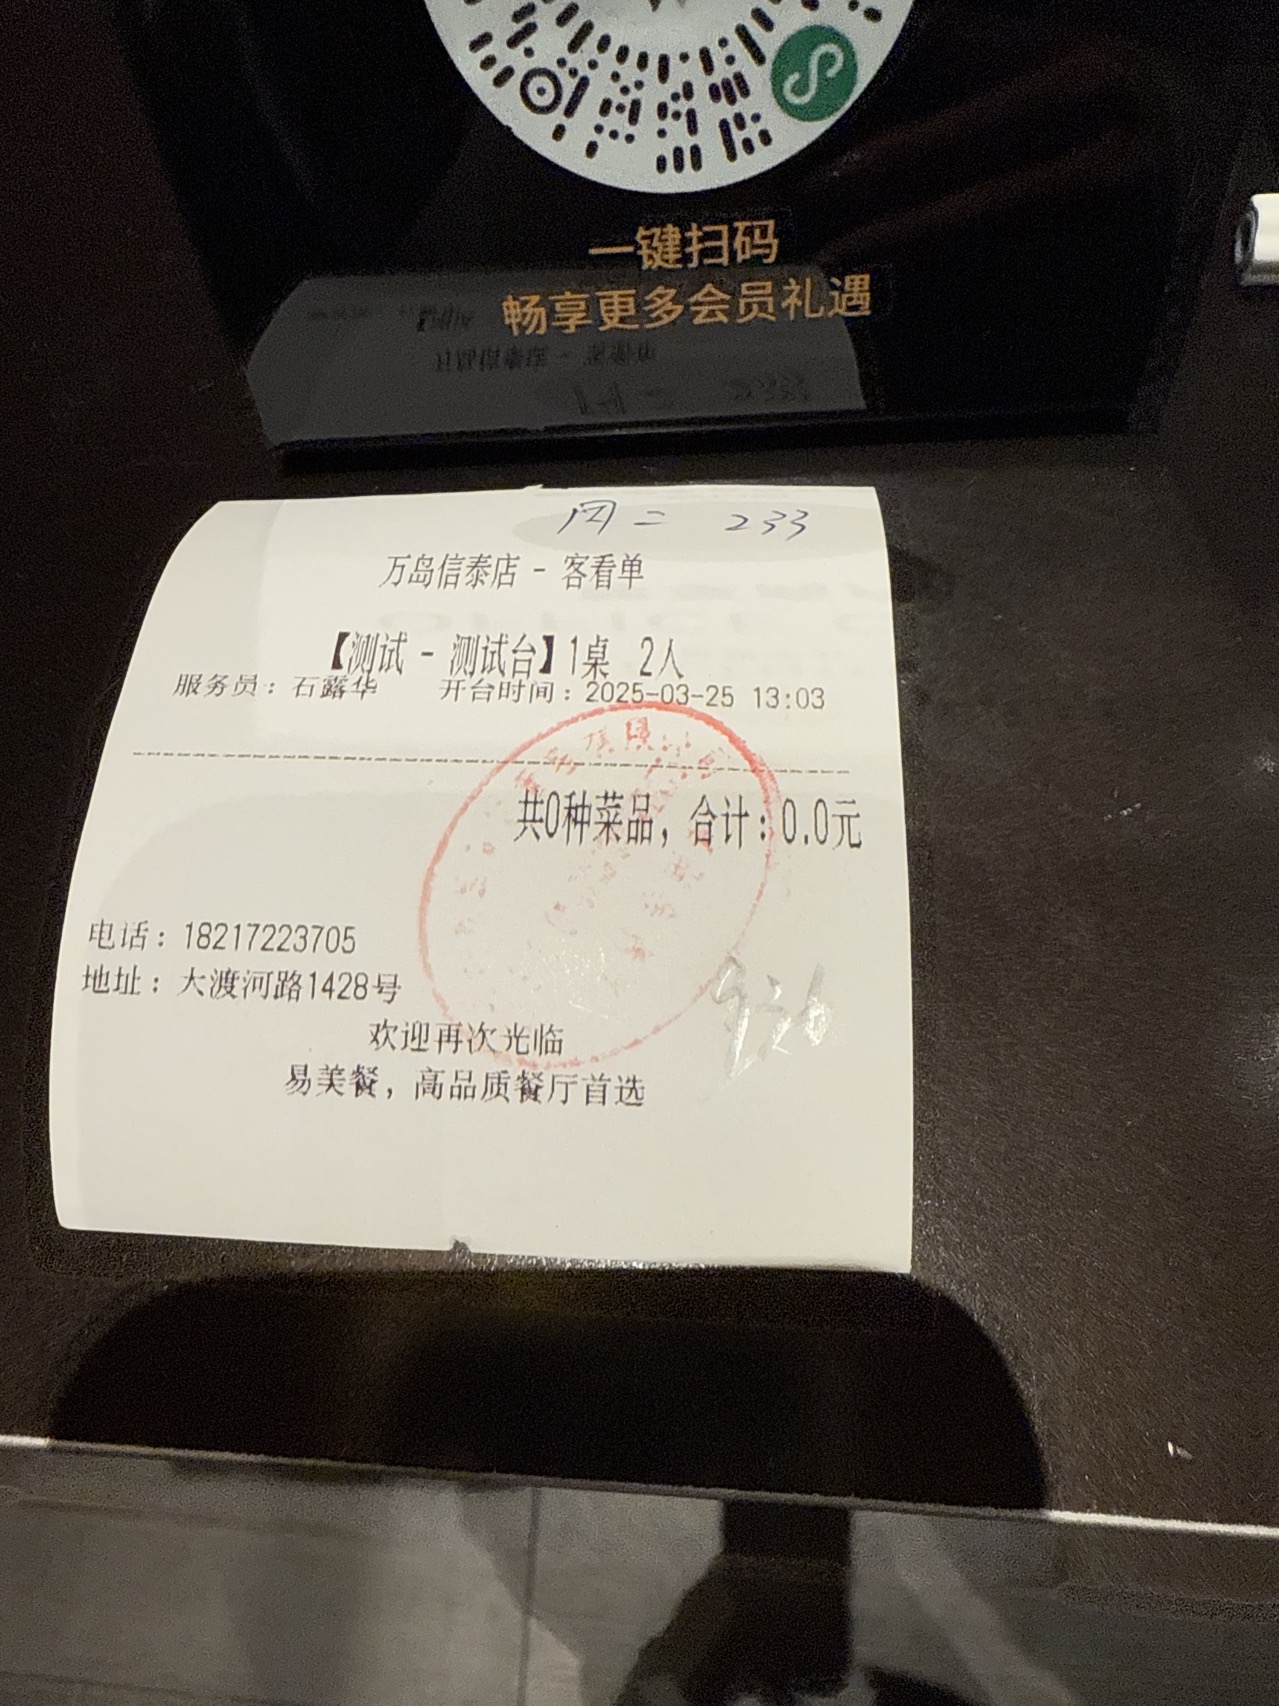 一键扫码
畅享更多会员礼遇
网二 233
万岛信泰店 - 客看单
【测试 - 测试台】1桌 2人
服务员：石露华 开台时间：2025-03-25 13:03
共0种菜品，合计：0.0元
电话：18217223705
地址：大渡河路1428号
欢迎再次光临
易美餐，高品质餐厅首选